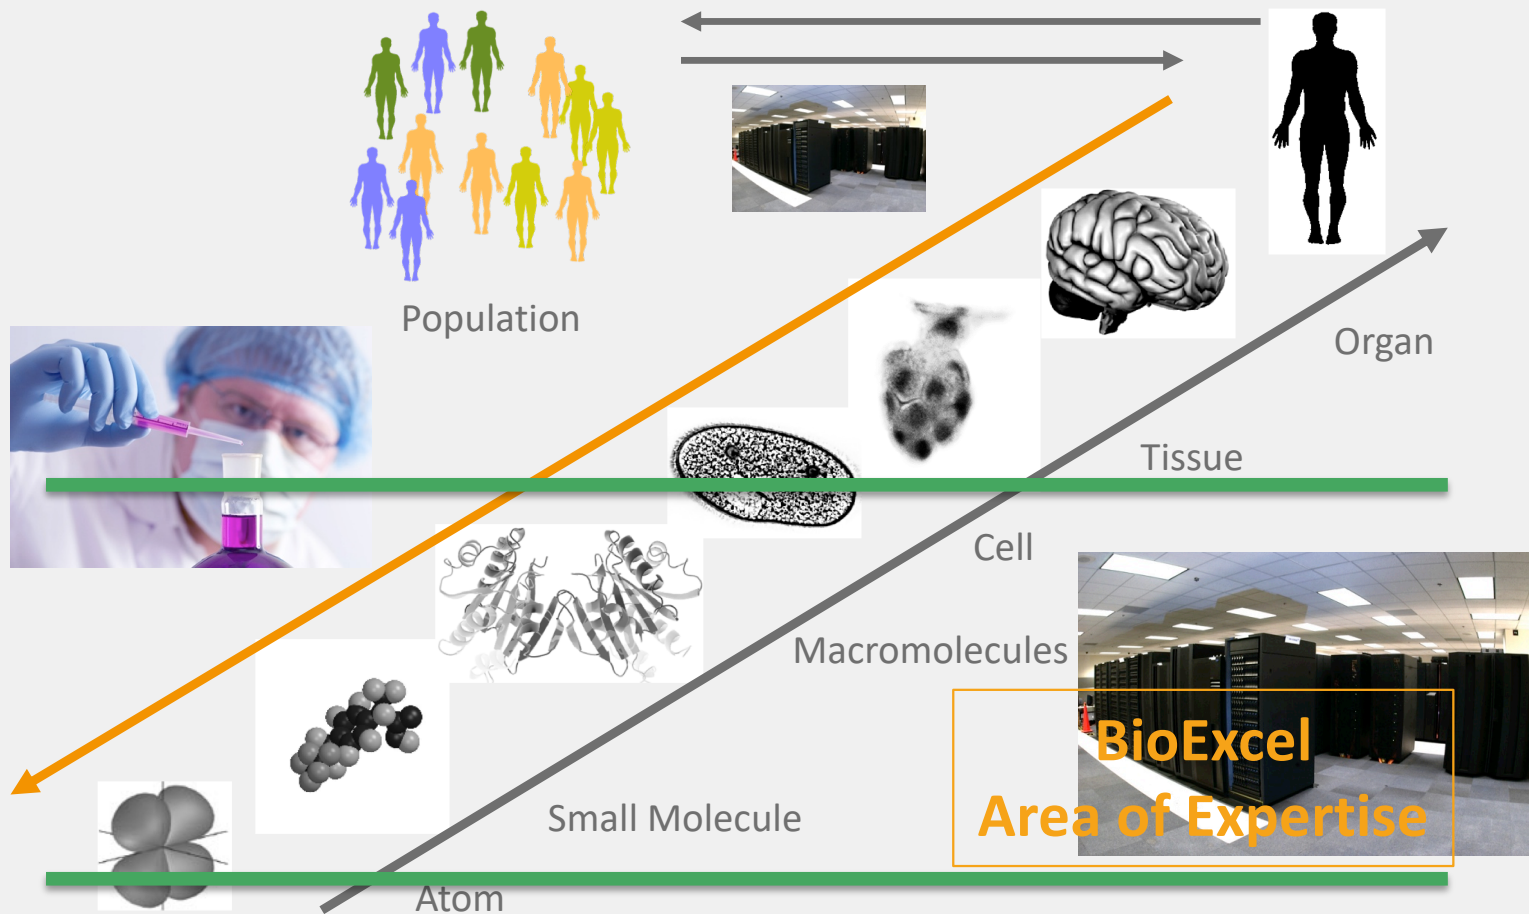 Population
Organ
Tissue
Cell
Macromolecules
BioExcel
Area of Expertise
Small Molecule
Atom